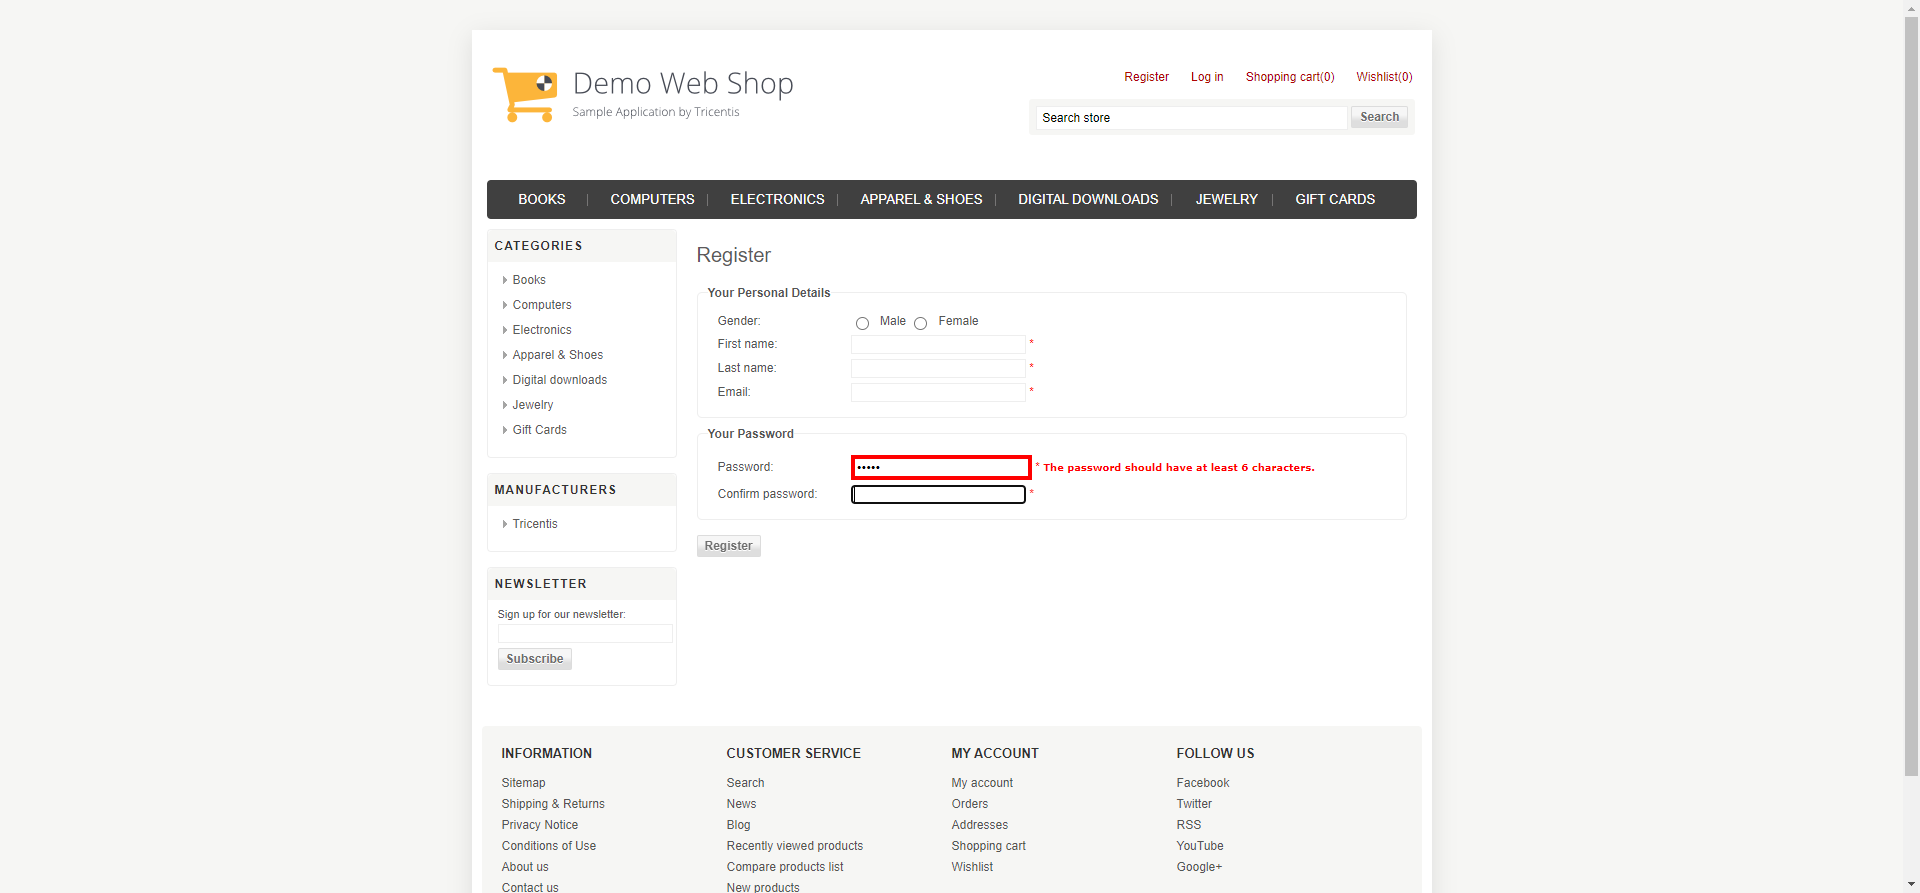 Demo Web Shop
Sample Application by Tricentis
Register Log in Shopping cart(0) Wishlist(0)
Search store Search
BOOKS COMPUTERS ELECTRONICS APPAREL & SHOES DIGITAL DOWNLOADS JEWELRY GIFT CARDS
CATEGORIES
Books
Computers
Electronics
Apparel & Shoes
Digital downloads
Jewelry
Gift Cards
MANUFACTURERS
Tricentis
NEWSLETTER
Sign up for our newsletter:
Subscribe
Register
Your Personal Details
Gender: Male Female
First name: *
Last name: *
Email: *
Your Password
Password: ••••• * The password should have at least 6 characters.
Confirm password: *
Register
INFORMATION
Sitemap
Shipping & Returns
Privacy Notice
Conditions of Use
About us
Contact us
CUSTOMER SERVICE
Search
News
Blog
Recently viewed products
Compare products list
New products
MY ACCOUNT
My account
Orders
Addresses
Shopping cart
Wishlist
FOLLOW US
Facebook
Twitter
RSS
YouTube
Google+